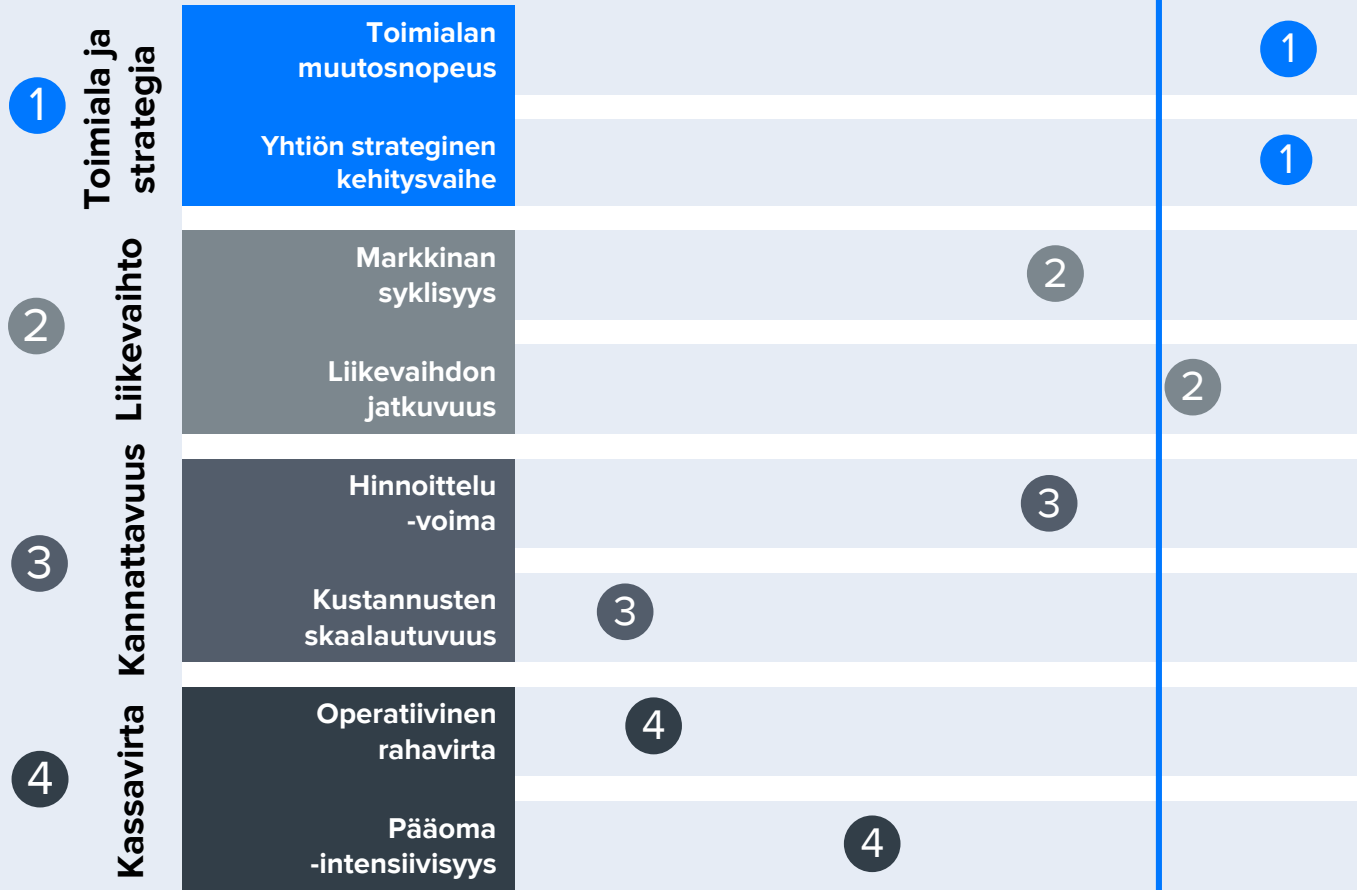 1
Toimiala ja
strategia
Toimialan
muutosnopeus
1
Yhtiön strateginen
kehitysvaihe
1
2
Liikevaihto
Markkinan
syklisyys
2
Liikevaihdon
jatkuvuus
2
3
Kannattavuus
Hinnoittelu
-voima
3
Kustannusten
skaalautuvuus
3
4
Kassavirta
Operatiivinen
rahavirta
4
Pääoma
-intensiivisyys
4